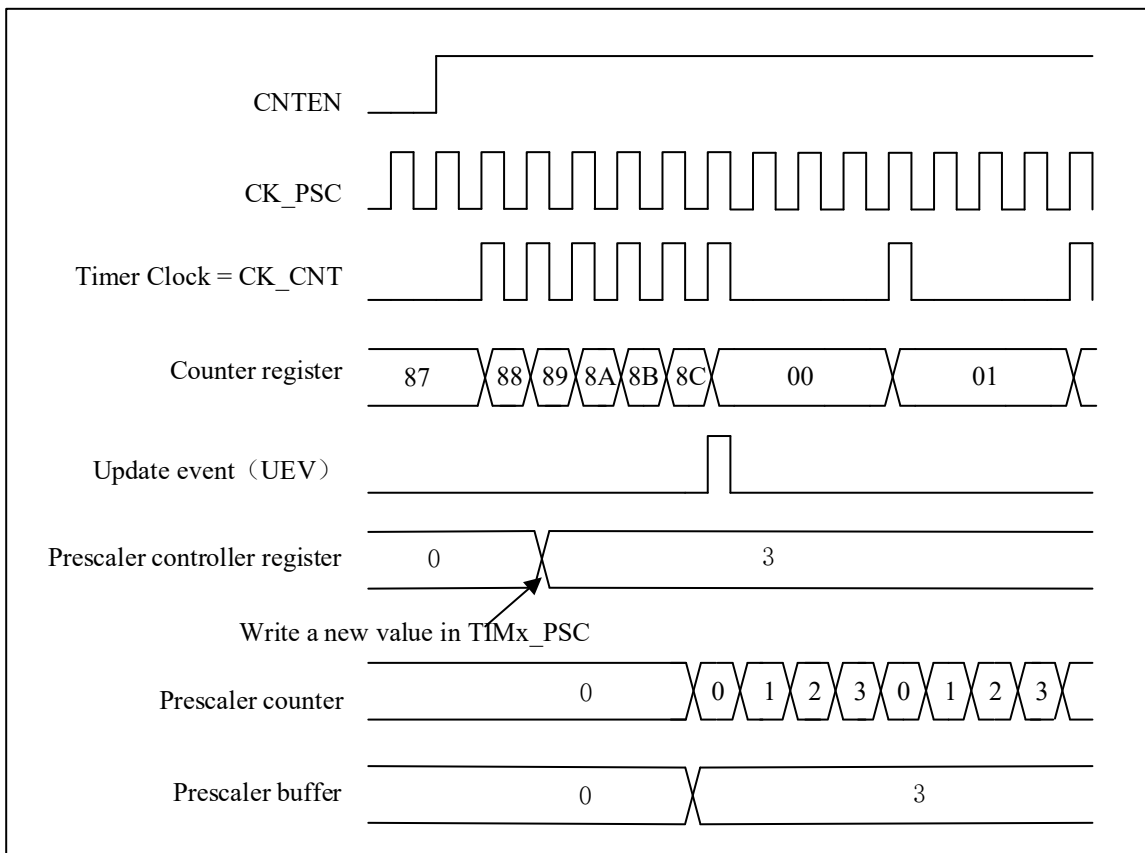 CNTEN
CK_PSC
Timer Clock = CK_CNT
Counter register 87 88 89 8A 8B 8C 00 01
Update event（UEV）
Prescaler controller register 0 3
Write a new value in TIMx_PSC
Prescaler counter 0 0 1 2 3 0 1 2 3
Prescaler buffer 0 3